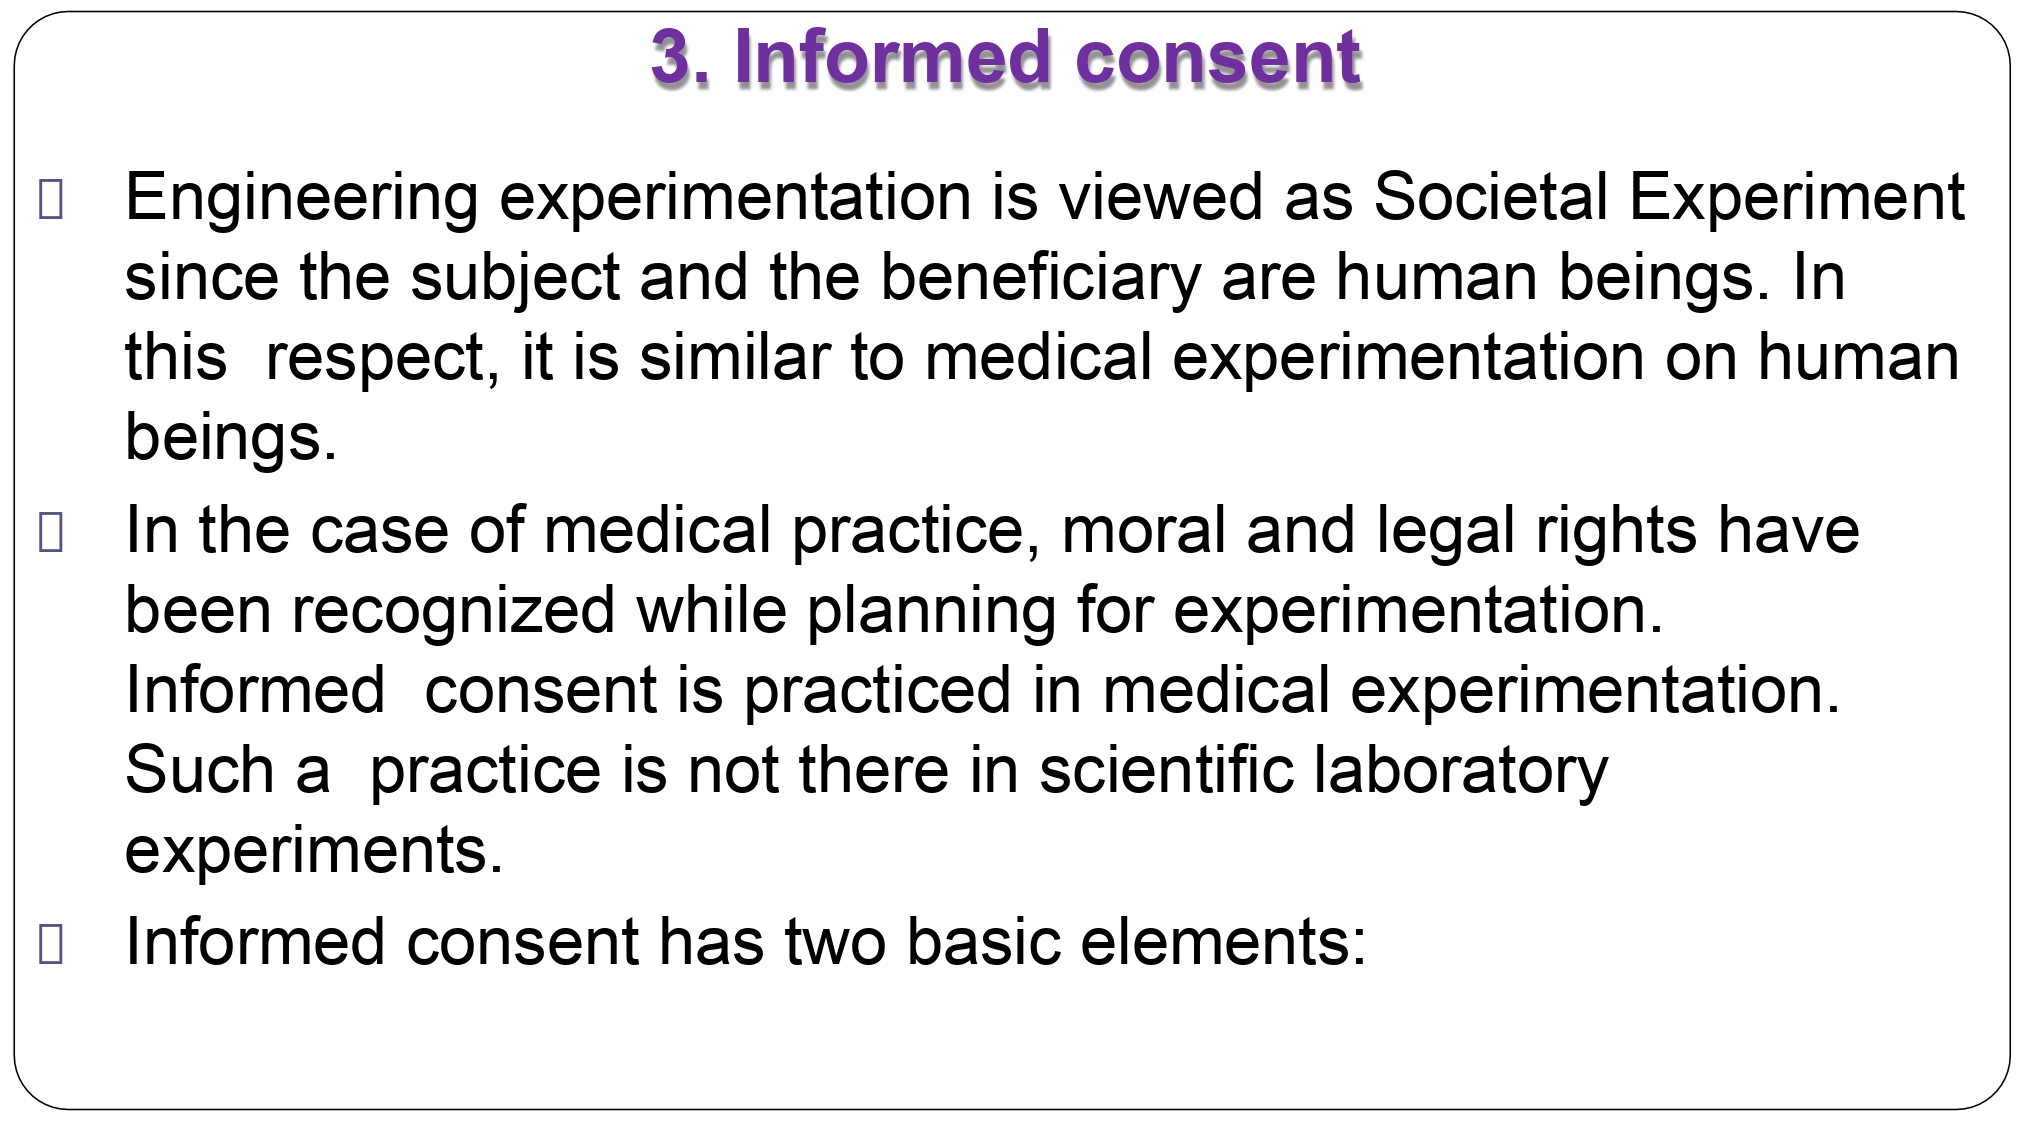 3. Informed consent
Engineering experimentation is viewed as Societal Experiment
since the subject and the beneficiary are human beings. In
this  respect, it is similar to medical experimentation on human
beings.
In the case of medical practice, moral and legal rights have
been recognized while planning for experimentation.
Informed  consent is practiced in medical experimentation.
Such a  practice is not there in scientific laboratory
experiments.
Informed consent has two basic elements: